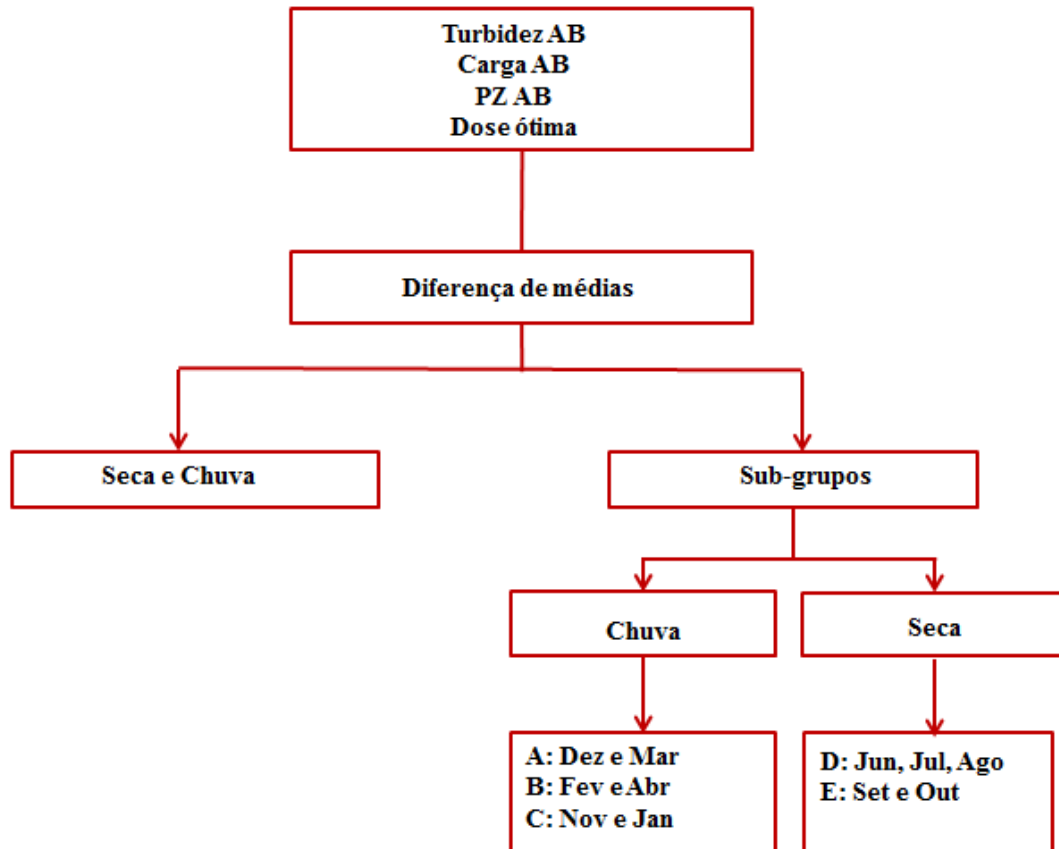 Turbidez AB
Carga AB
PZ AB
Dose ótima
Diferença de médias
Seca e Chuva
Sub-grupos
Chuva
Seca
A: Dez e Mar
B: Fev e Abr
C: Nov e Jan
D: Jun, Jul, Ago
E: Set e Out